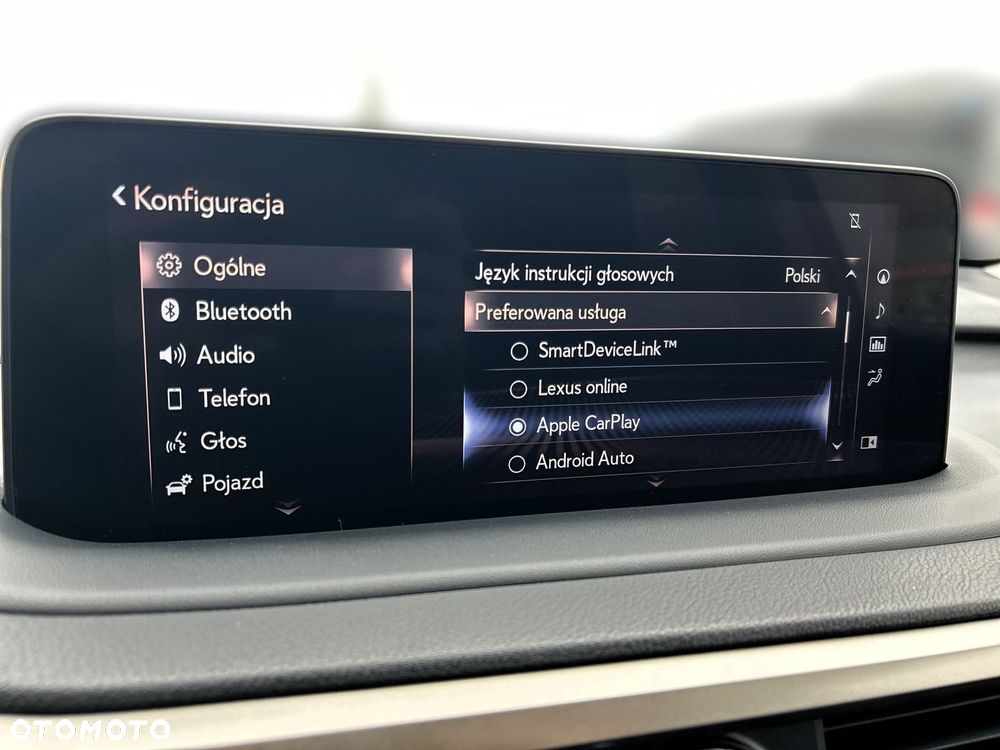 Konfiguracja
Ogólne
Bluetooth
Audio
Telefon
Głos
Pojazd
Język instrukcji głosowych Polski
Preferowana usługa
SmartDeviceLink™
Lexus online
Apple CarPlay
Android Auto
OTOMOTO